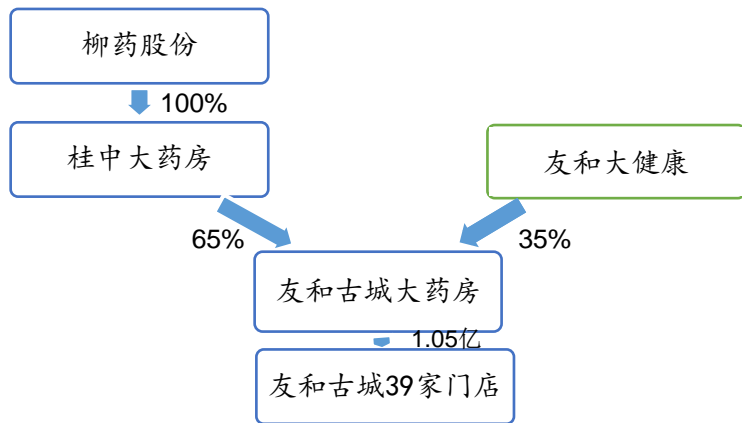 柳药股份
100%
桂中大药房
友和大健康
65%
35%
友和古城大药房
1.05亿
友和古城39家门店